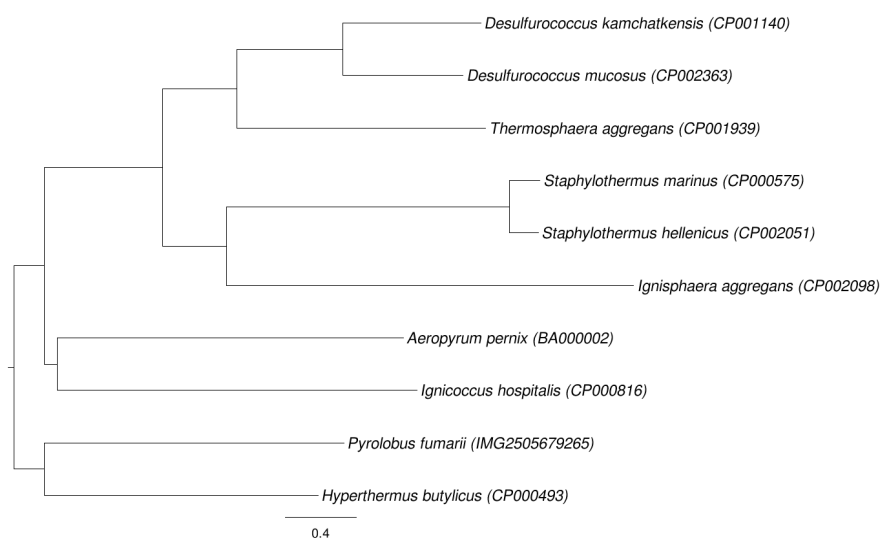 Desulfurococcus kamchatkensis (CP001140)
Desulfurococcus mucosus (CP002363)
Thermosphaera aggregans (CP001939)
Staphylothermus marinus (CP000575)
Staphylothermus hellenicus (CP002051)
Ignisphaera aggregans (CP002098)
Aeropyrum pernix (BA000002)
Ignicoccus hospitalis (CP000816)
Pyrolobus fumarii (IMG2505679265)
Hyperthermus butylicus (CP000493)
0.4